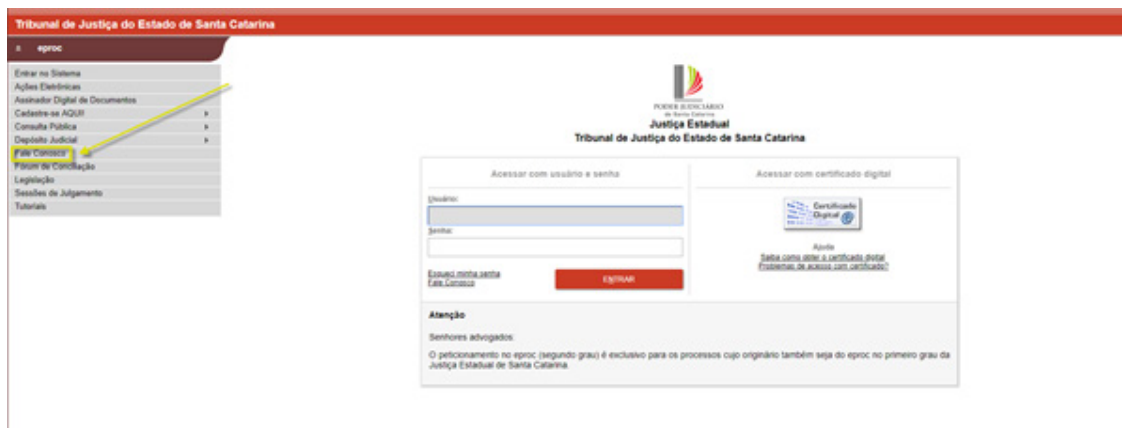 Tribunal de Justiça do Estado de Santa Catarina
eproc
Entrar no Sistema
Ações Eletrônicas
Assinador Digital de Documentos
Cadastre-se AQUI!
Consulta Pública
Depósito Judicial
Fale Conosco
Fórum de Conciliação
Legislação
Sessões de Julgamento
Tutoriais
PODER JUDICIÁRIO
de Santa Catarina
Justiça Estadual
Tribunal de Justiça do Estado de Santa Catarina
Acessar com usuário e senha
Usuário:
Senha:
Esqueci minha senha
Fale Conosco
ENTRAR
Acessar com certificado digital
Certificado
Digital
Ajuda
Saiba como obter o certificado digital
Problemas de acesso com certificado?
Atenção
Senhores advogados:
O peticionamento no eproc (segundo grau) é exclusivo para os processos cujo originário também seja do eproc no primeiro grau da
Justiça Estadual de Santa Catarina.